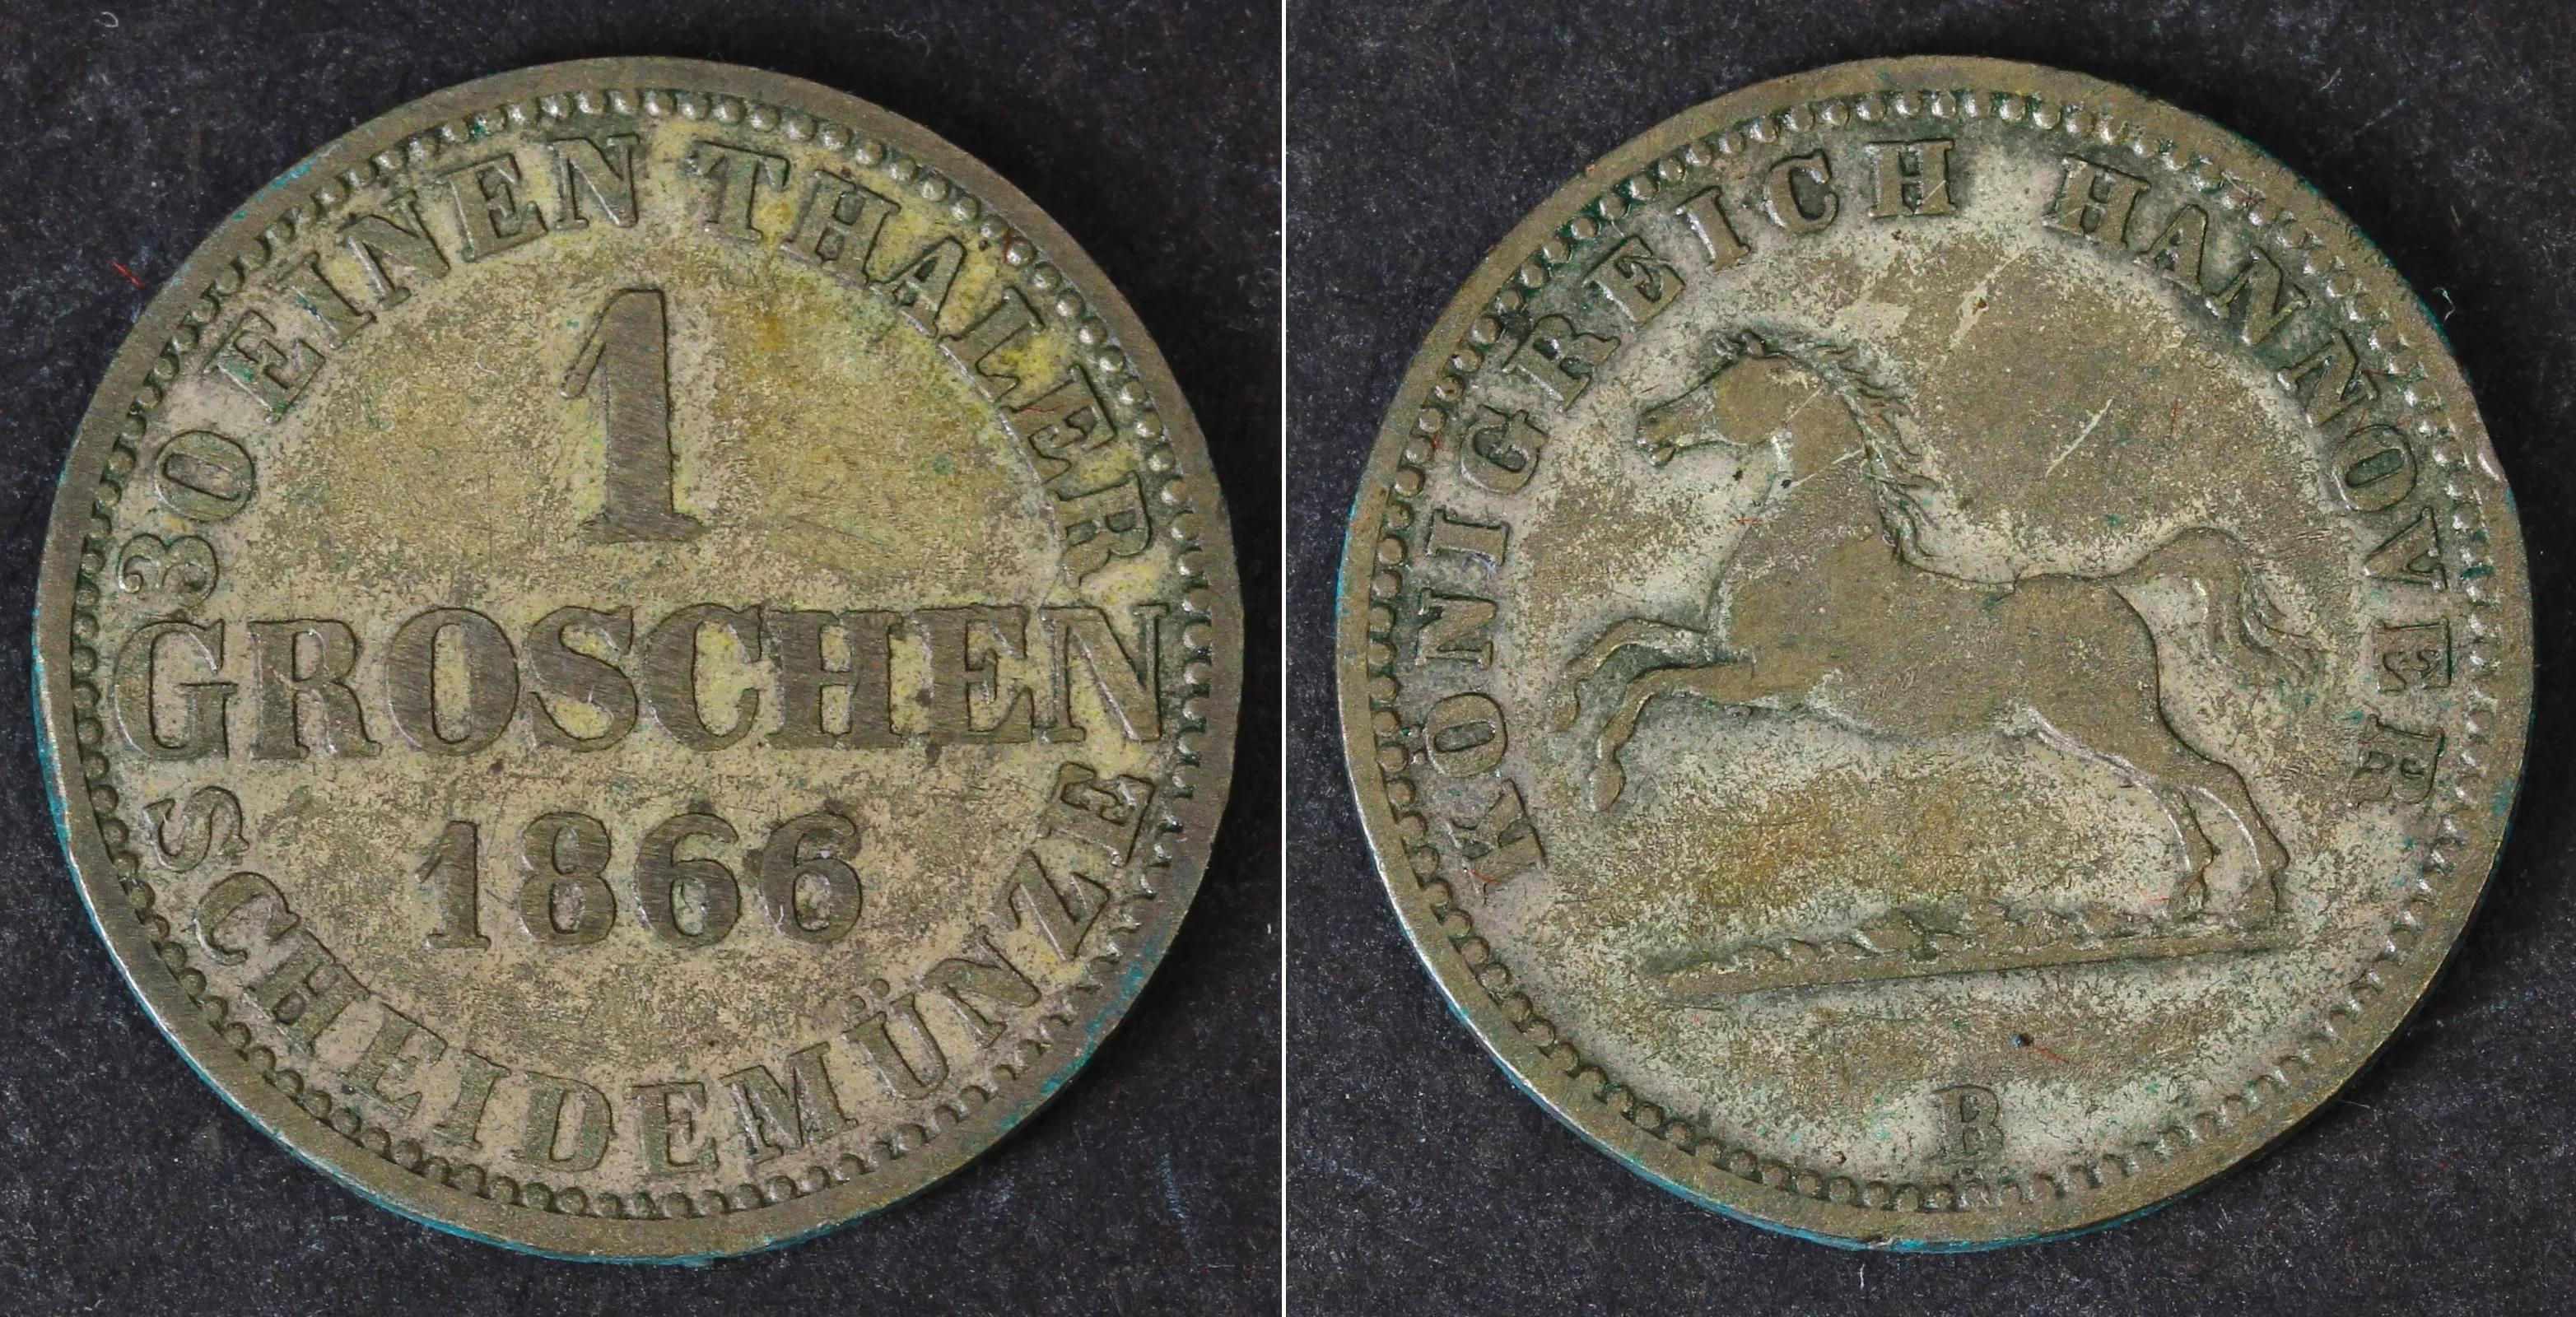 30 EINEN THALER
1
GROSCHEN
1866
SCHEIDEMÜNZE
KÖNIGREICH HANNOVER
B